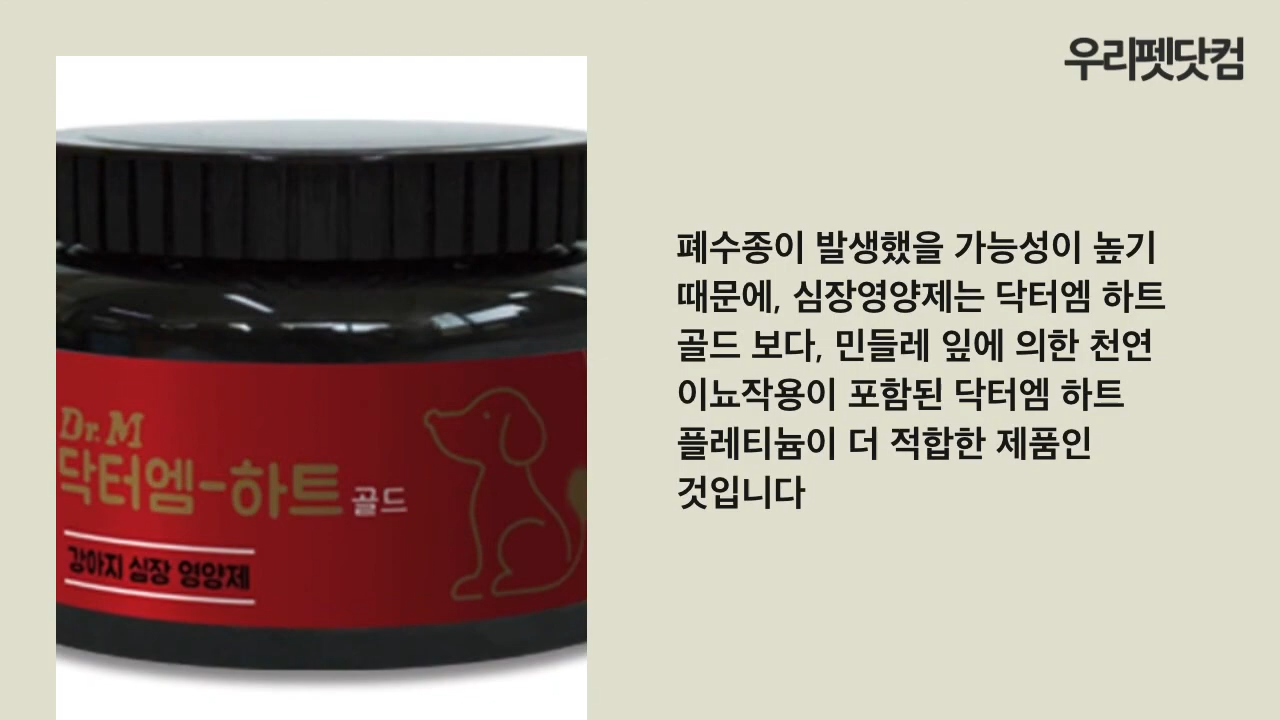 우리펫닷컴
폐수종이 발생했을 가능성이 높기
때문에, 심장영양제는 닥터엠 하트
골드 보다, 민들레 잎에 의한 천연
이뇨작용이 포함된 닥터엠 하트
플레티늄이 더 적합한 제품인
것입니다
Dr. M
닥터엠-하트 골드
강아지 심장 영양제